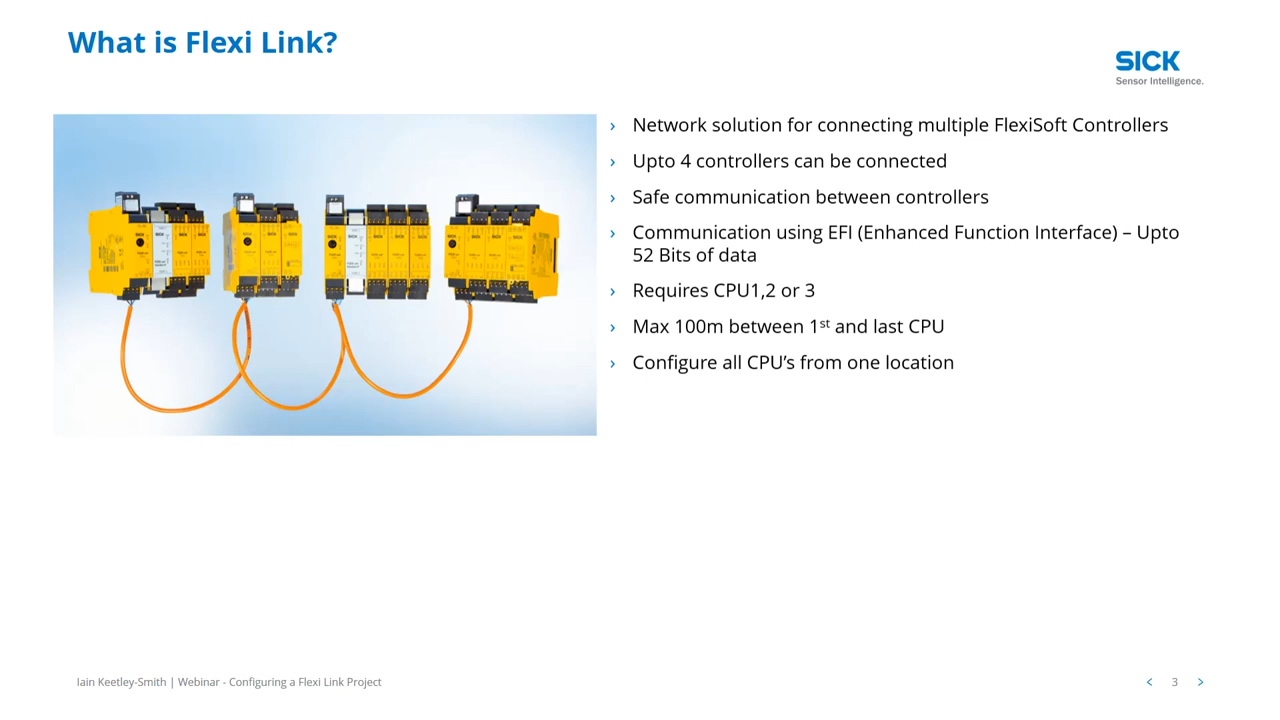 What is Flexi Link?
SICK
Sensor Intelligence.
› Network solution for connecting multiple FlexiSoft Controllers
› Upto 4 controllers can be connected
› Safe communication between controllers
› Communication using EFI (Enhanced Function Interface) – Upto
52 Bits of data
› Requires CPU1,2 or 3
› Max 100m between 1st and last CPU
› Configure all CPU’s from one location
Iain Keetley-Smith | Webinar - Configuring a Flexi Link Project
< 3 >